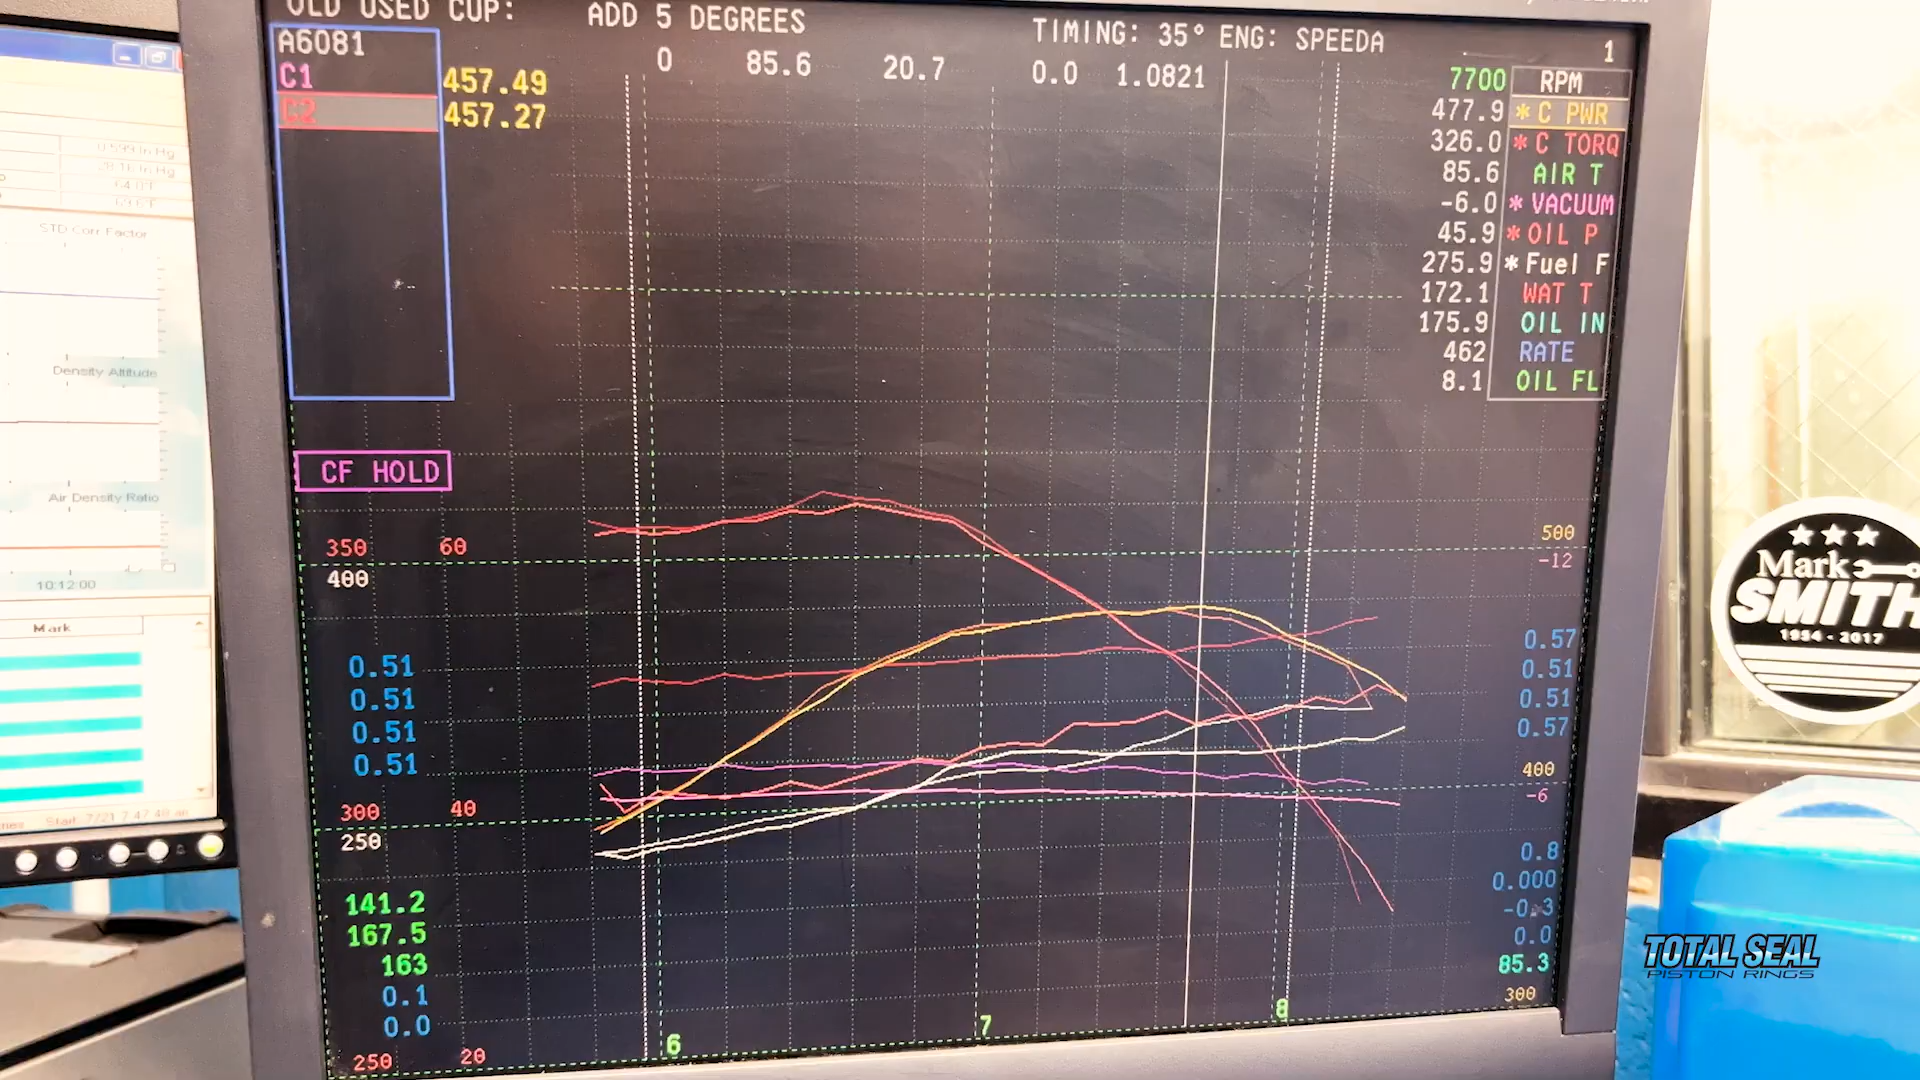 OLD USED CUP: ADD 5 DEGREES TIMING: 35° ENG: SPEEDA
0 85.6 20.7 0.0 1.0821 1
A6081
C1 457.49
C2 457.27
7700 RPM
477.9 * C PWR
326.0 * C TORQ
85.6 AIR T
-6.0 * VACUUM
45.9 * OIL P
275.9 * Fuel F
172.1 WAT T
175.9 OIL IN
462 RATE
8.1 OIL FL
CF HOLD
350 60
400
0.51
0.51
0.51
0.51
300 40
250
141.2
167.5
163
0.1
0.0
250 20
6
7
8
500
-12
0.57
0.51
0.51
0.57
400
-6
0.8
0.000
-0.3
0.0
85.3
300
STD Corr Factor
Density Altitude
Air Density Ratio
10:12:00
Mark
Mark
SMITH
1954 - 2017
TOTAL SEAL
PISTON RINGS